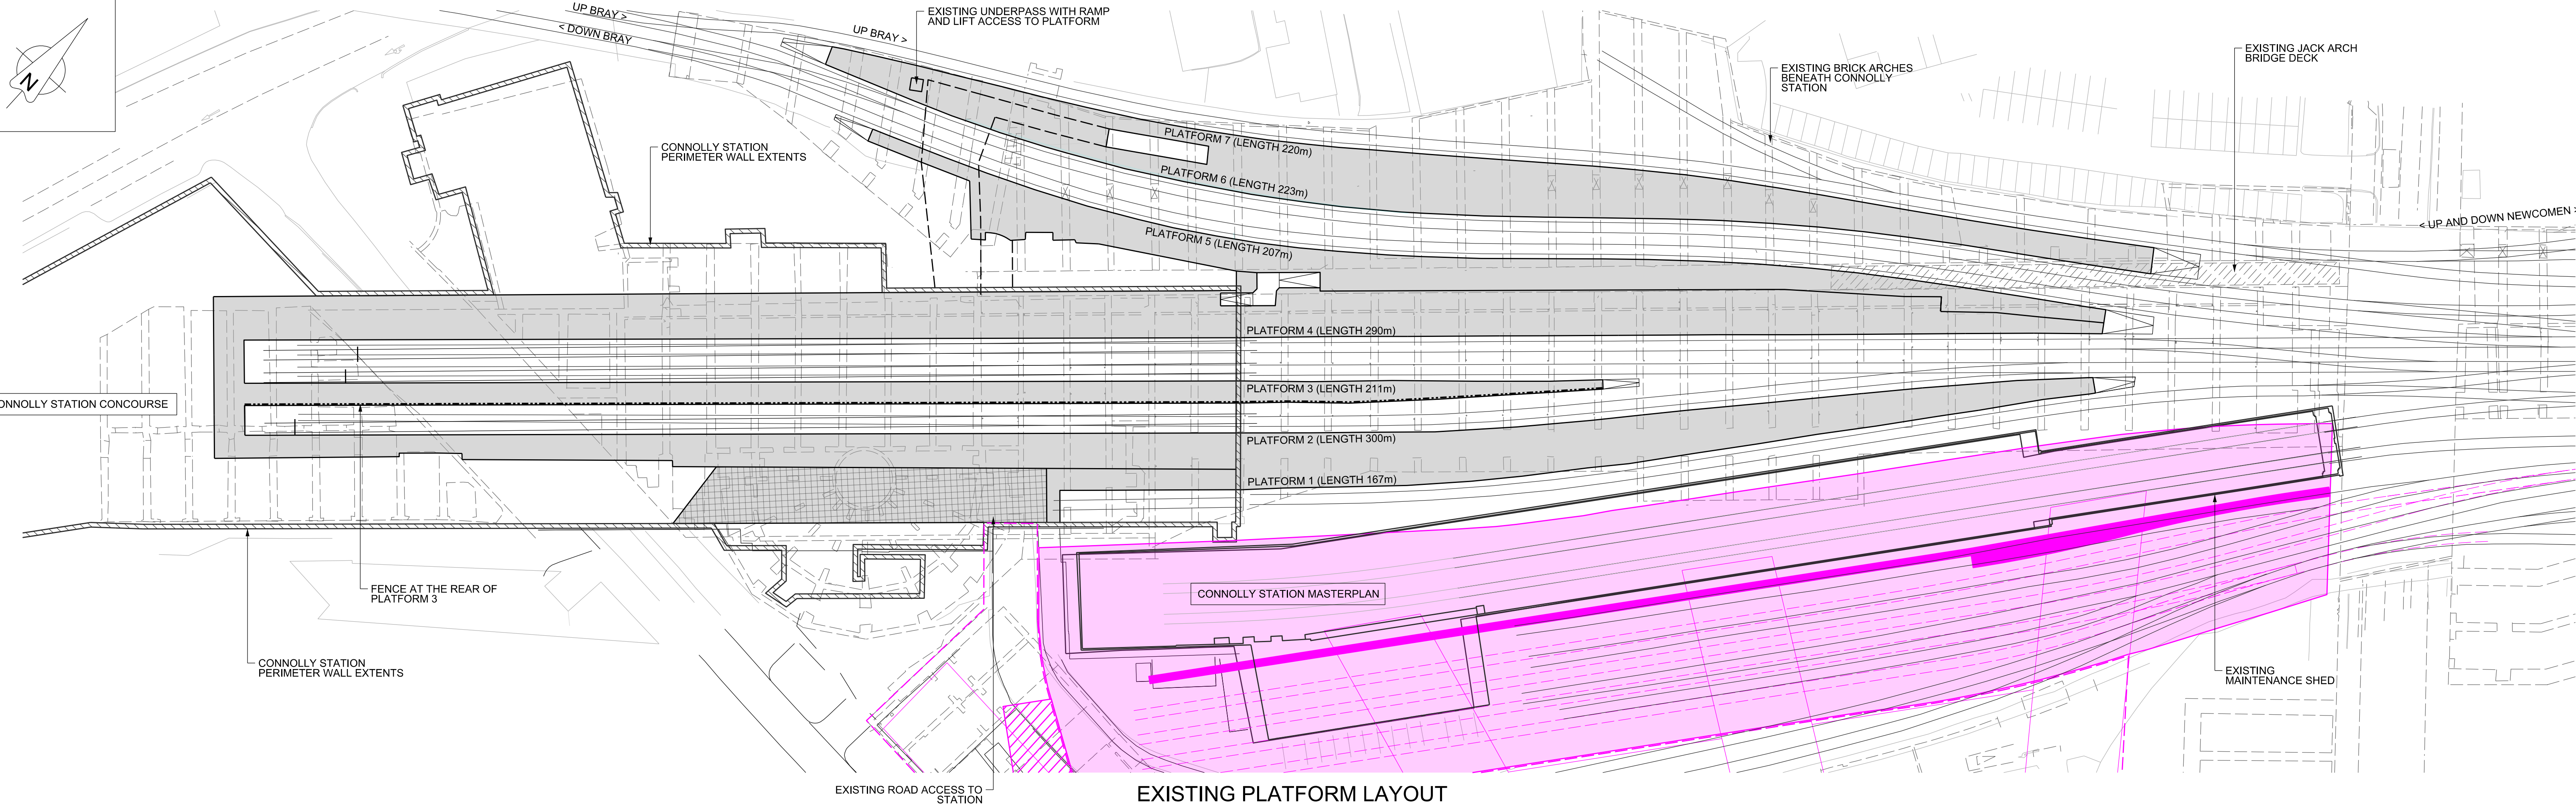 N
UP BRAY >
< DOWN BRAY
EXISTING UNDERPASS WITH RAMP
AND LIFT ACCESS TO PLATFORM
UP BRAY >
EXISTING BRICK ARCHES
BENEATH CONNOLLY
STATION
EXISTING JACK ARCH
BRIDGE DECK
CONNOLLY STATION
PERIMETER WALL EXTENTS
PLATFORM 7 (LENGTH 220m)
PLATFORM 6 (LENGTH 223m)
PLATFORM 5 (LENGTH 207m)
< UP AND DOWN NEWCOMEN >
PLATFORM 4 (LENGTH 290m)
PLATFORM 3 (LENGTH 211m)
ONNOLLY STATION CONCOURSE
PLATFORM 2 (LENGTH 300m)
PLATFORM 1 (LENGTH 167m)
FENCE AT THE REAR OF
PLATFORM 3
CONNOLLY STATION MASTERPLAN
CONNOLLY STATION
PERIMETER WALL EXTENTS
EXISTING
MAINTENANCE SHED
EXISTING ROAD ACCESS TO
STATION
EXISTING PLATFORM LAYOUT